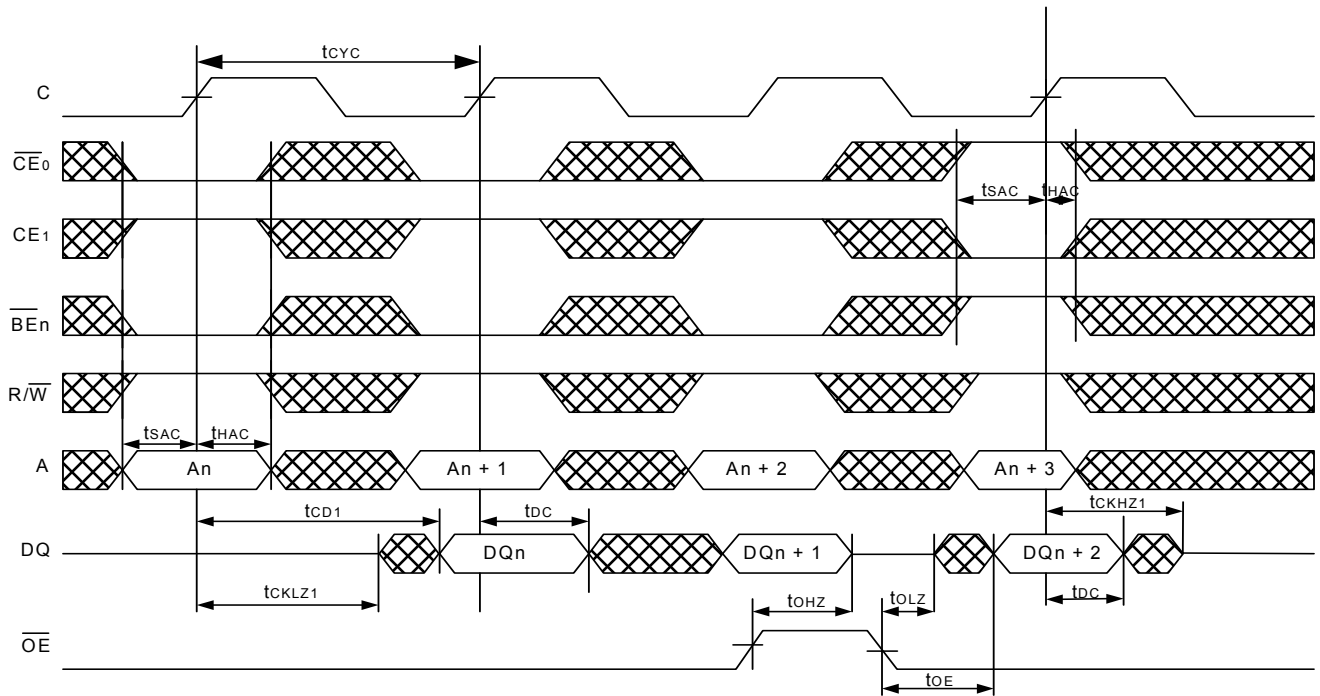 tCYC
C
CE0
tSAC tHAC
CE1
BEn
R/W
tSAC tHAC
A An An + 1 An + 2 An + 3
tCD1 tDC tCKHZ1
DQ DQn DQn + 1 DQn + 2
tCKLZ1 tOHZ tOLZ tDC
OE
tOE